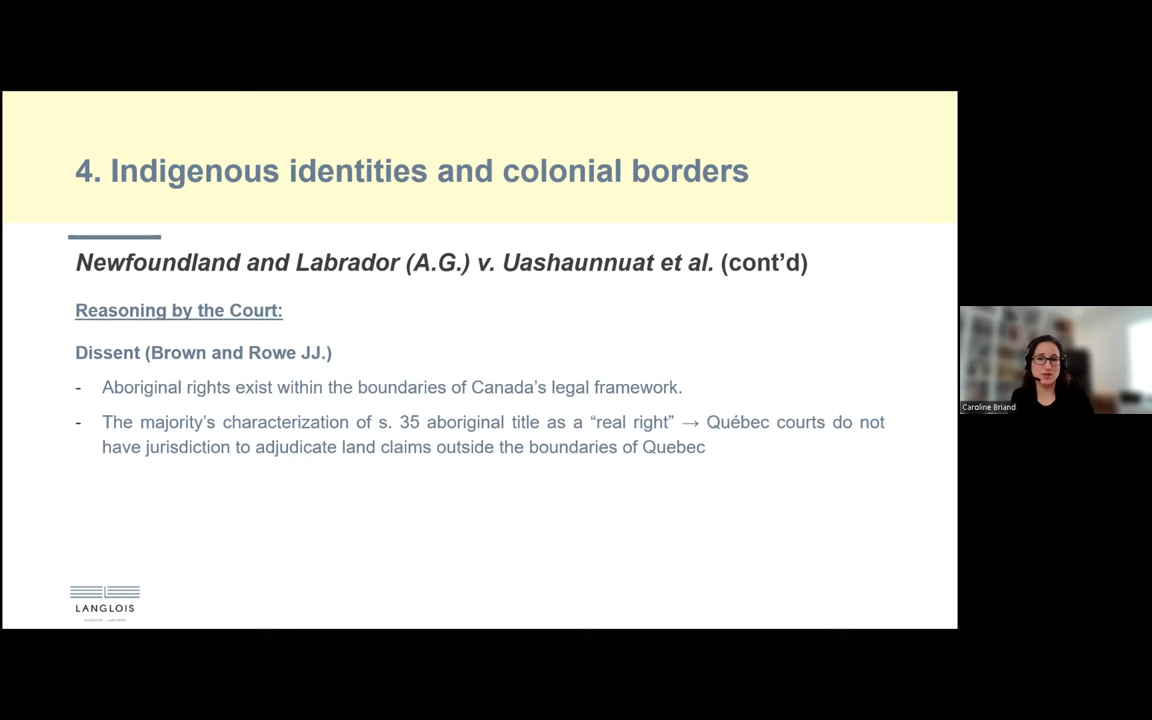 4. Indigenous identities and colonial borders
Newfoundland and Labrador (A.G.) v. Uashaunnuat et al. (cont’d)
Reasoning by the Court:
Dissent (Brown and Rowe JJ.)
- Aboriginal rights exist within the boundaries of Canada’s legal framework.
- The majority’s characterization of s. 35 aboriginal title as a “real right” → Québec courts do not
have jurisdiction to adjudicate land claims outside the boundaries of Quebec
Caroline Briand
LANGLOIS